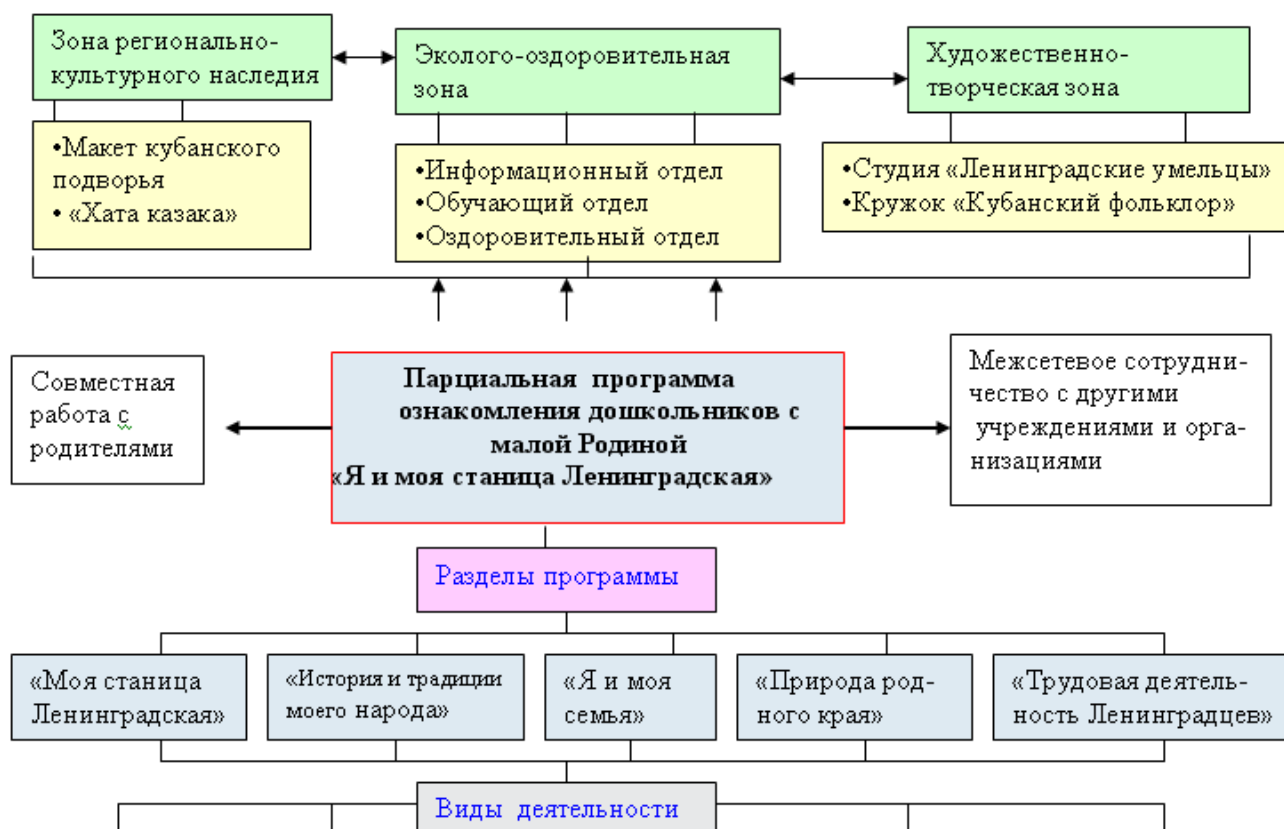 Зона регионально-
культурного наследия
Эколого-оздоровительная
зона
Художественно-
творческая зона
•Макет кубанского
подворья
• «Хата казака»
•Информационный отдел
•Обучающий отдел
•Оздоровительный отдел
•Студия «Ленинградские умельцы»
•Кружок «Кубанский фольклор»
Совместная
работа с
родителями
Парциальная программа
ознакомления дошкольников с
малой Родиной
«Я и моя станица Ленинградская»
Межсетевое сотрудни-
чество с другими
учреждениями и орга-
низациями
Разделы программы
«Моя станица
Ленинградская»
«История и традиции
моего народа»
«Я и моя
семья»
«Природа род-
ного края»
«Трудовая деятель-
ность Ленинградцев»
Виды деятельности